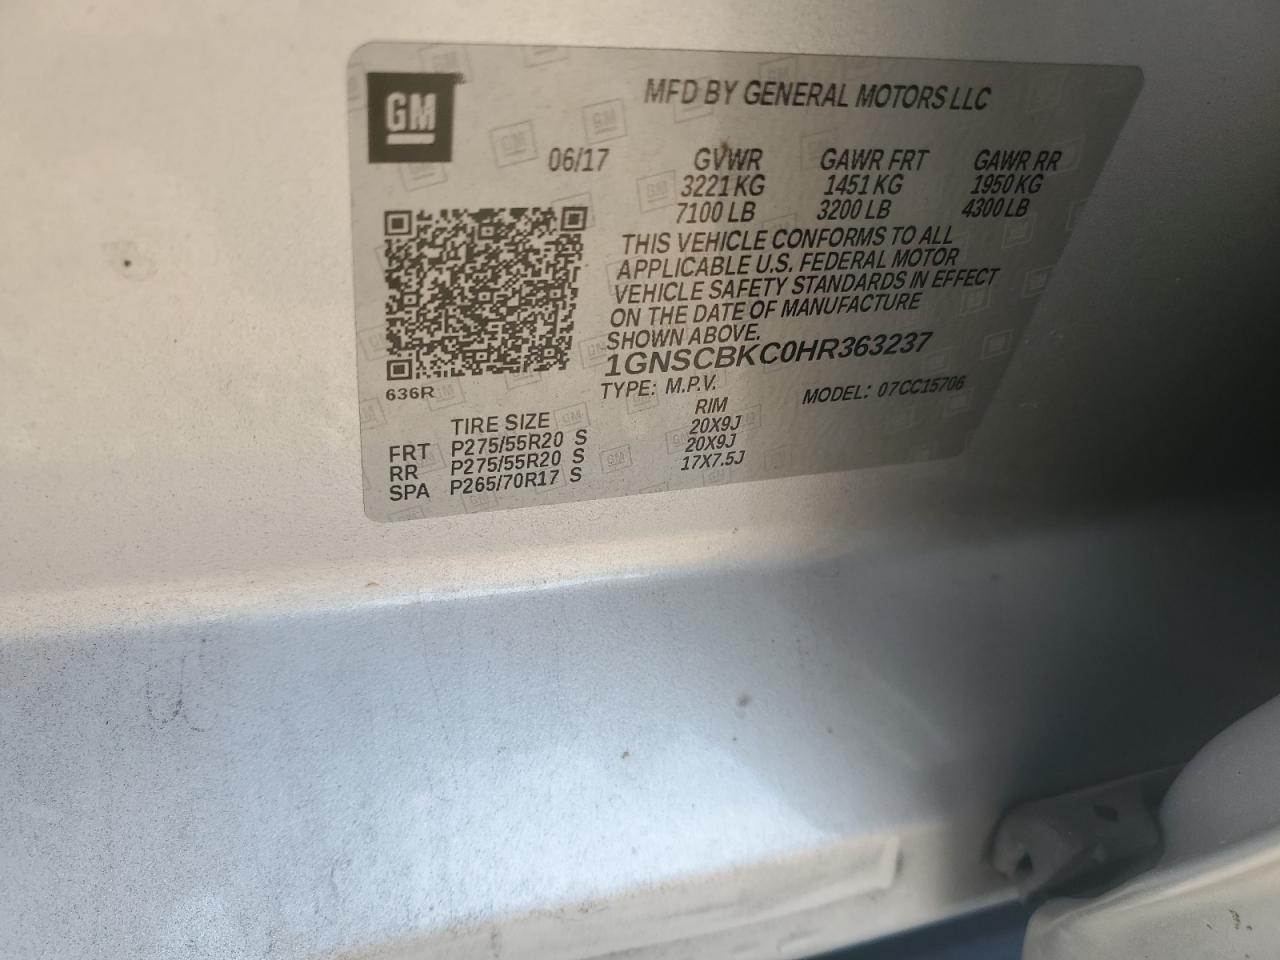 GM
MFD BY GENERAL MOTORS LLC
06/17 GVWR GAWR FRT GAWR RR
3221 KG 1451 KG 1950 KG
7100 LB 3200 LB 4300 LB
THIS VEHICLE CONFORMS TO ALL
APPLICABLE U.S. FEDERAL MOTOR
VEHICLE SAFETY STANDARDS IN EFFECT
ON THE DATE OF MANUFACTURE
SHOWN ABOVE.
1GNSCBKC0HR363237
636R
TYPE: M.P.V. MODEL: 07CC15706
TIRE SIZE RIM
FRT P275/55R20 S 20X9J
RR P275/55R20 S 20X9J
SPA P265/70R17 S 17X7.5J